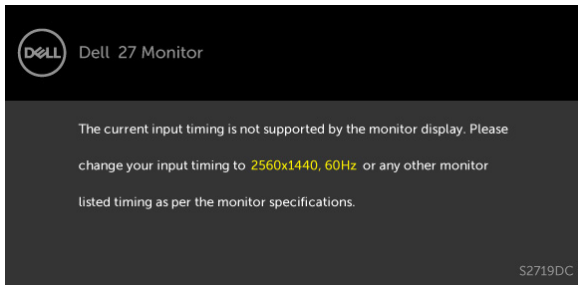 DELL
Dell 27 Monitor
The current input timing is not supported by the monitor display. Please
change your input timing to 2560x1440, 60Hz or any other monitor
listed timing as per the monitor specifications.
S2719DC